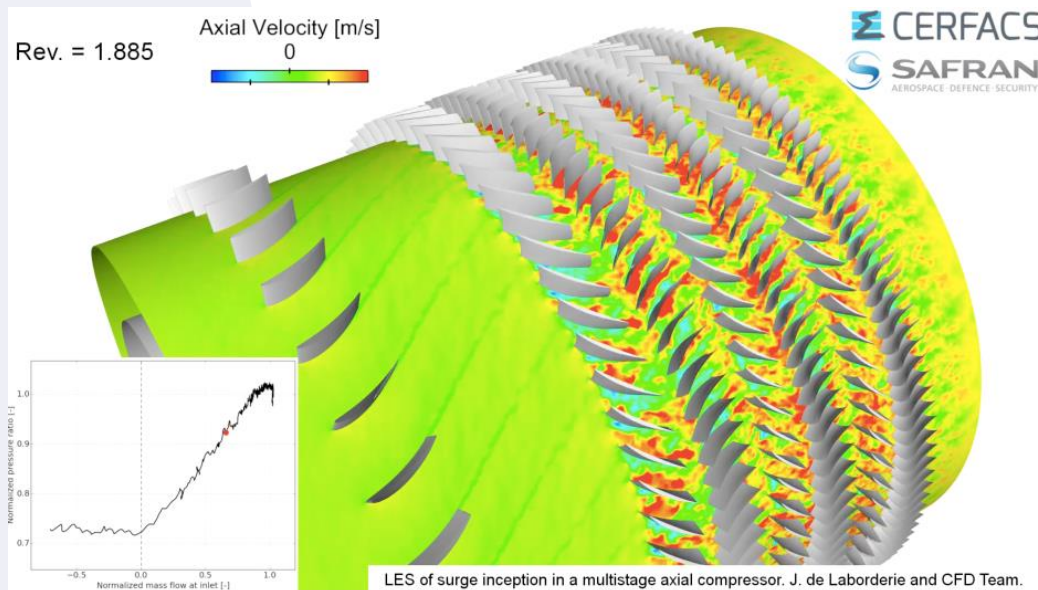 Rev. = 1.885
Axial Velocity [m/s]
0
CERFACS
SAFRAN
AEROSPACE · DEFENCE · SECURITY
Normalized pressure ratio [-]
1.0
0.9
0.8
0.7
−0.5 0.0 0.5 1.0
Normalized mass flow at inlet [-]
LES of surge inception in a multistage axial compressor. J. de Laborderie and CFD Team.